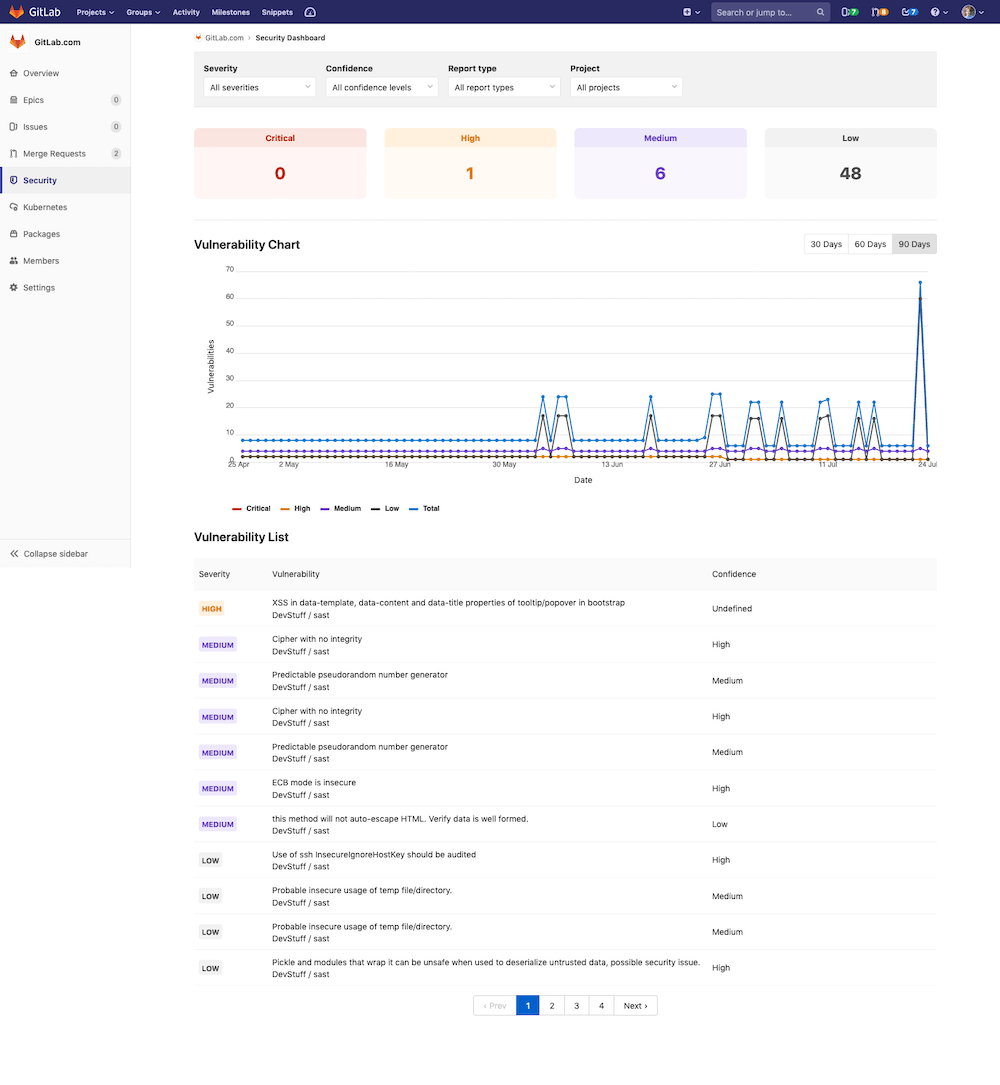 GitLab Projects Groups Activity Milestones Snippets Search or jump to... 7 8 7
GitLab.com
Overview
Epics 0
Issues 0
Merge Requests 2
Security
Kubernetes
Packages
Members
Settings
Collapse sidebar
GitLab.com › Security Dashboard
Severity Confidence Report type Project
All severities All confidence levels All report types All projects
Critical High Medium Low
0 1 6 48
Vulnerability Chart 30 Days 60 Days 90 Days
70
60
50
40
30
20
10
0
Vulnerabilities
25 Apr 2 May 16 May 30 May 13 Jun 27 Jun 11 Jul 24 Jul
Date
Critical High Medium Low Total
Vulnerability List
Severity Vulnerability Confidence
HIGH XSS in data-template, data-content and data-title properties of tooltip/popover in bootstrap Undefined
DevStuff / sast
MEDIUM Cipher with no integrity High
DevStuff / sast
MEDIUM Predictable pseudorandom number generator Medium
DevStuff / sast
MEDIUM Cipher with no integrity High
DevStuff / sast
MEDIUM Predictable pseudorandom number generator Medium
DevStuff / sast
MEDIUM ECB mode is insecure High
DevStuff / sast
MEDIUM this method will not auto-escape HTML. Verify data is well formed. Low
DevStuff / sast
LOW Use of ssh InsecureIgnoreHostKey should be audited High
DevStuff / sast
LOW Probable insecure usage of temp file/directory. Medium
DevStuff / sast
LOW Probable insecure usage of temp file/directory. Medium
DevStuff / sast
LOW Pickle and modules that wrap it can be unsafe when used to deserialize untrusted data, possible security issue. High
DevStuff / sast
‹ Prev 1 2 3 4 Next ›